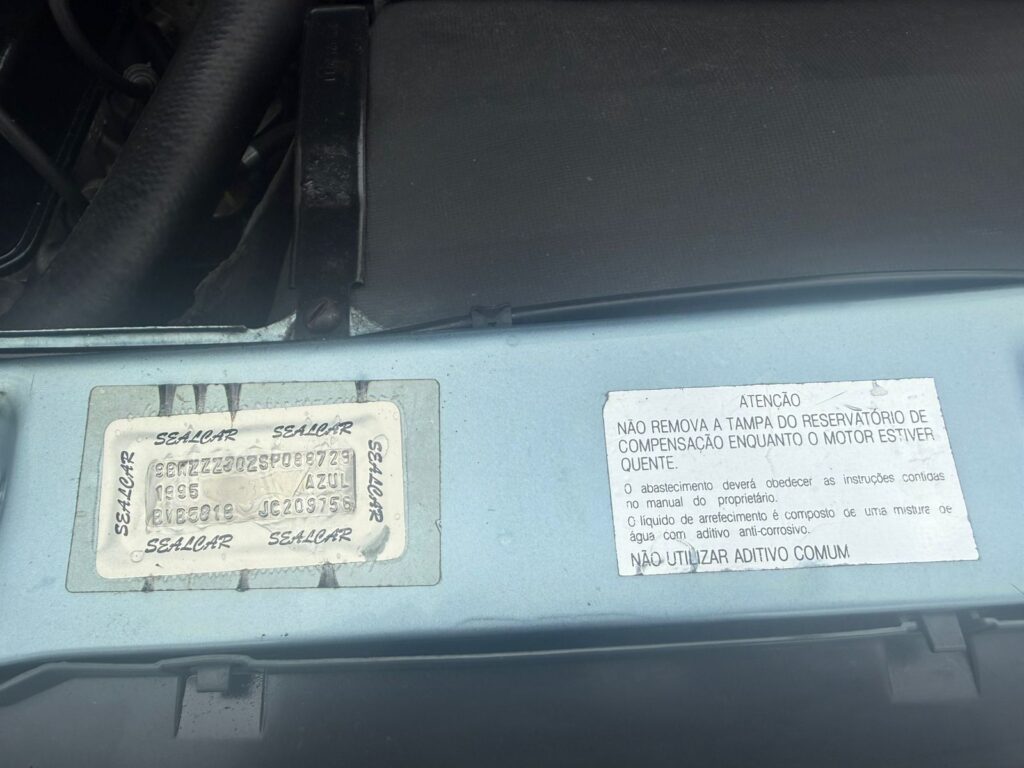 SEALCAR SEALCAR
SEALCAR
1995 AZUL
JC209756
SEALCAR
SEALCAR SEALCAR
ATENÇÃO
NÃO REMOVA A TAMPA DO RESERVATÓRIO DE
COMPENSAÇÃO ENQUANTO O MOTOR ESTIVER
QUENTE.
O abastecimento deverá obedecer as instruções contidas
no manual do proprietário.
O líquido de arrefecimento é composto de uma mistura de
água com aditivo anti-corrosivo.
NÃO UTILIZAR ADITIVO COMUM